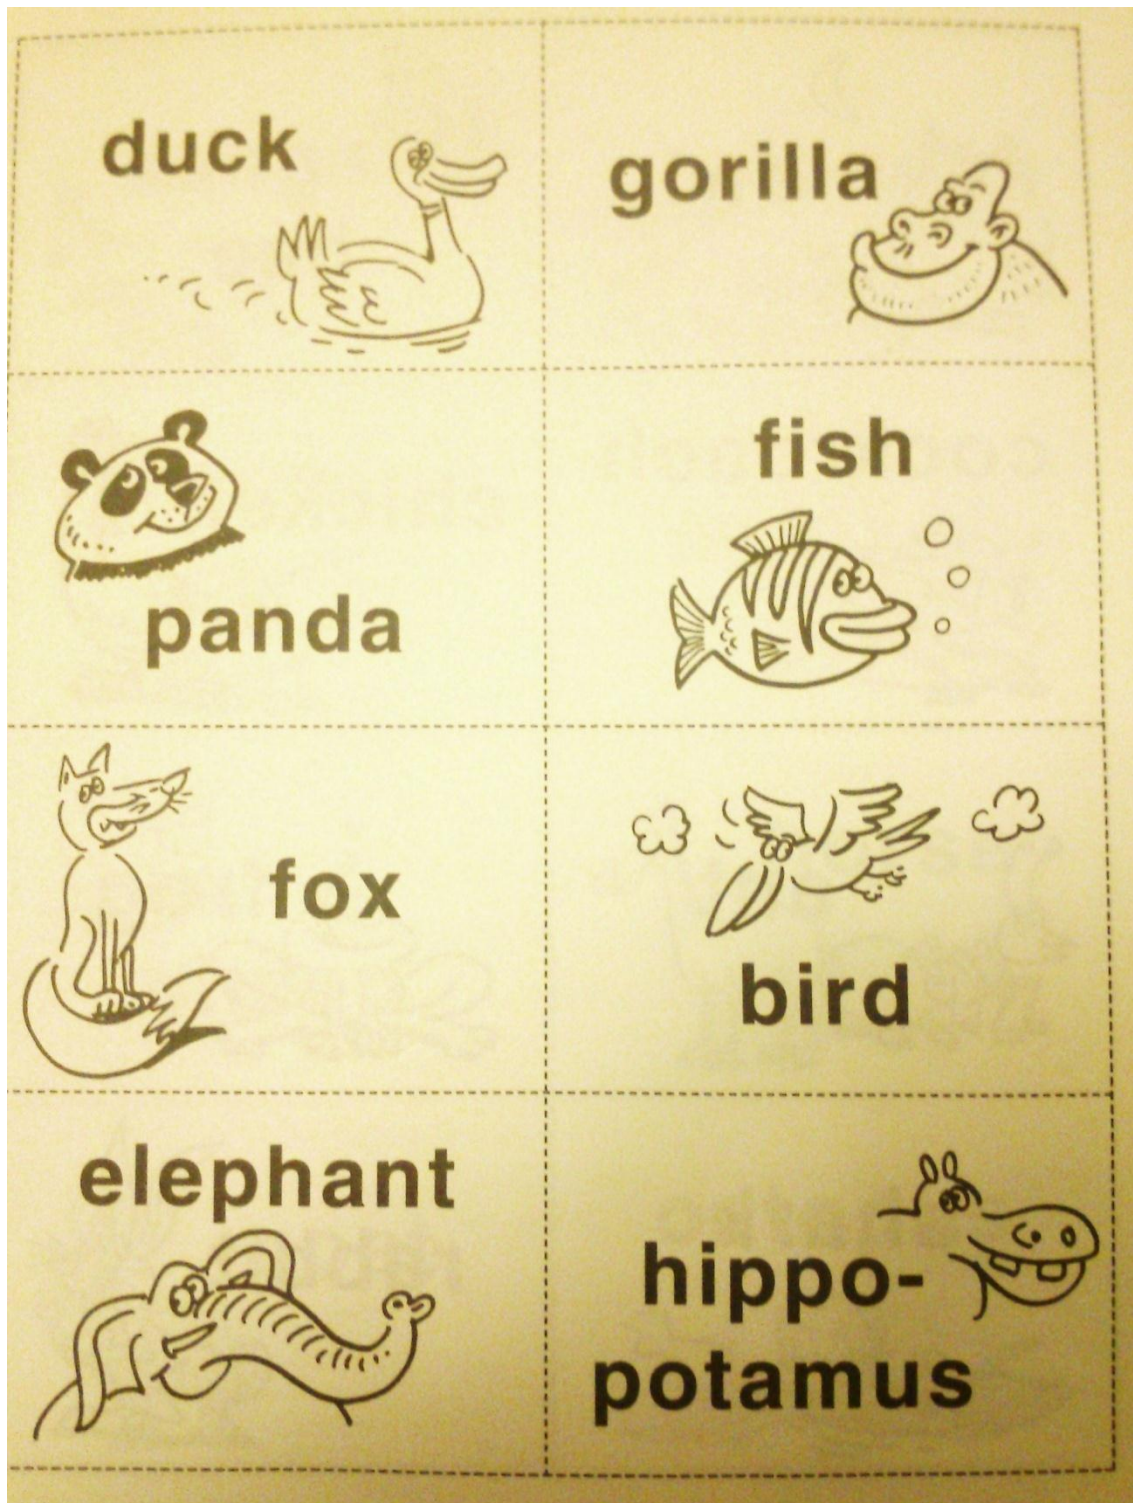 duck
gorilla
panda
fish
fox
bird
elephant
hippo-
potamus